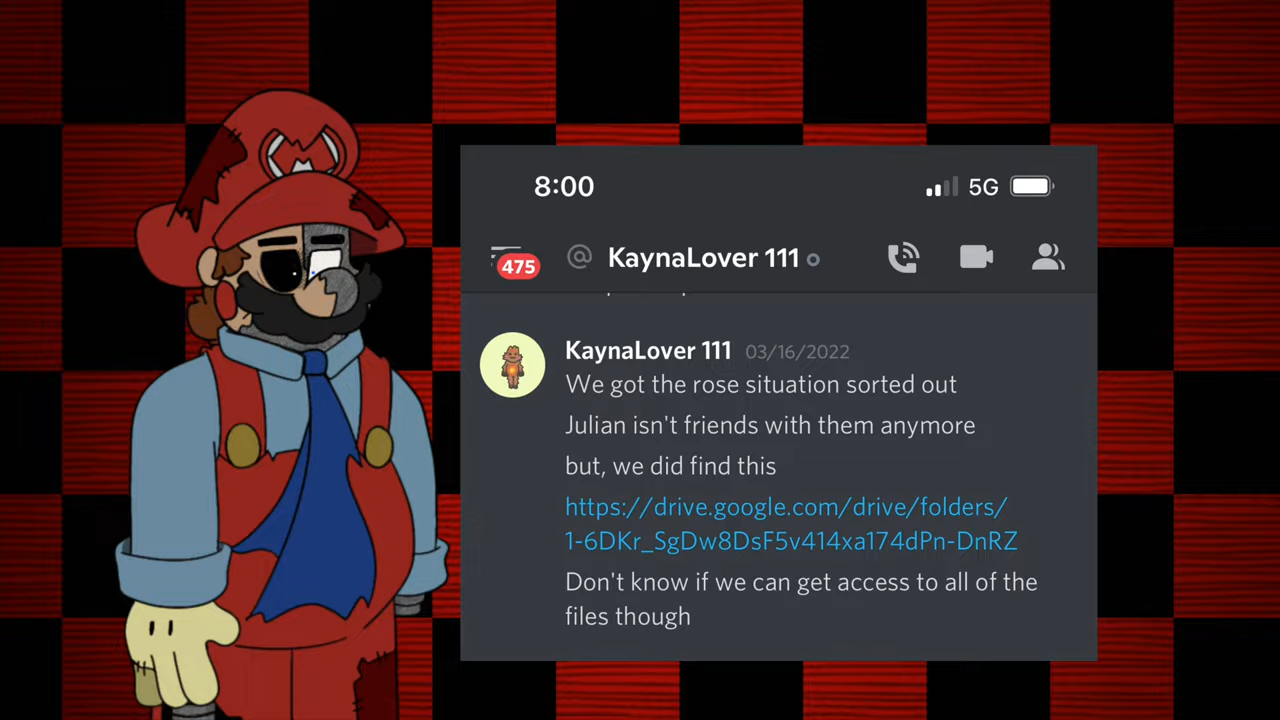 8:00
5G
475
@ KaynaLover 111
KaynaLover 111 03/16/2022
We got the rose situation sorted out
Julian isn't friends with them anymore
but, we did find this
https://drive.google.com/drive/folders/
1-6DKr_SgDw8DsF5v414xa174dPn-DnRZ
Don't know if we can get access to all of the
files though